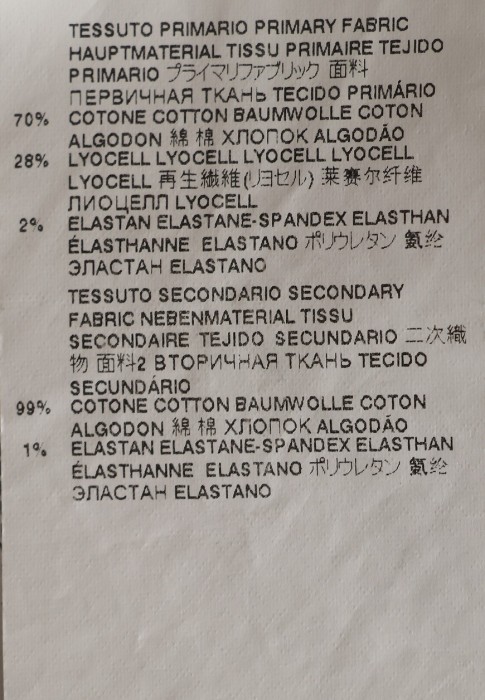 TESSUTO PRIMARIO PRIMARY FABRIC
HAUPTMATERIAL TISSU PRIMAIRE TEJIDO
PRIMARIO プライマリファブリック 面料
ПЕРВИЧНАЯ ТКАНЬ TECIDO PRIMÁRIO
70% COTONE COTTON BAUMWOLLE COTON
ALGODON 綿 棉 ХЛОПОК ALGODÃO
28% LYOCELL LYOCELL LYOCELL LYOCELL
LYOCELL 再生繊維(リヨセル) 莱赛尔纤维
ЛИОЦЕЛЛ LYOCELL
2% ELASTAN ELASTANE-SPANDEX ELASTHAN
ÉLASTHANNE ELASTANO ポリウレタン 氨纶
ЭЛАСТАН ELASTANO
TESSUTO SECONDARIO SECONDARY
FABRIC NEBENMATERIAL TISSU
SECONDAIRE TEJIDO SECUNDARIO 二次織
物 面料2 ВТОРИЧНАЯ ТКАНЬ TECIDO
SECUNDÁRIO
99% COTONE COTTON BAUMWOLLE COTON
ALGODON 綿 棉 ХЛОПОК ALGODÃO
1% ELASTAN ELASTANE-SPANDEX ELASTHAN
ÉLASTHANNE ELASTANO ポリウレタン 氨纶
ЭЛАСТАН ELASTANO